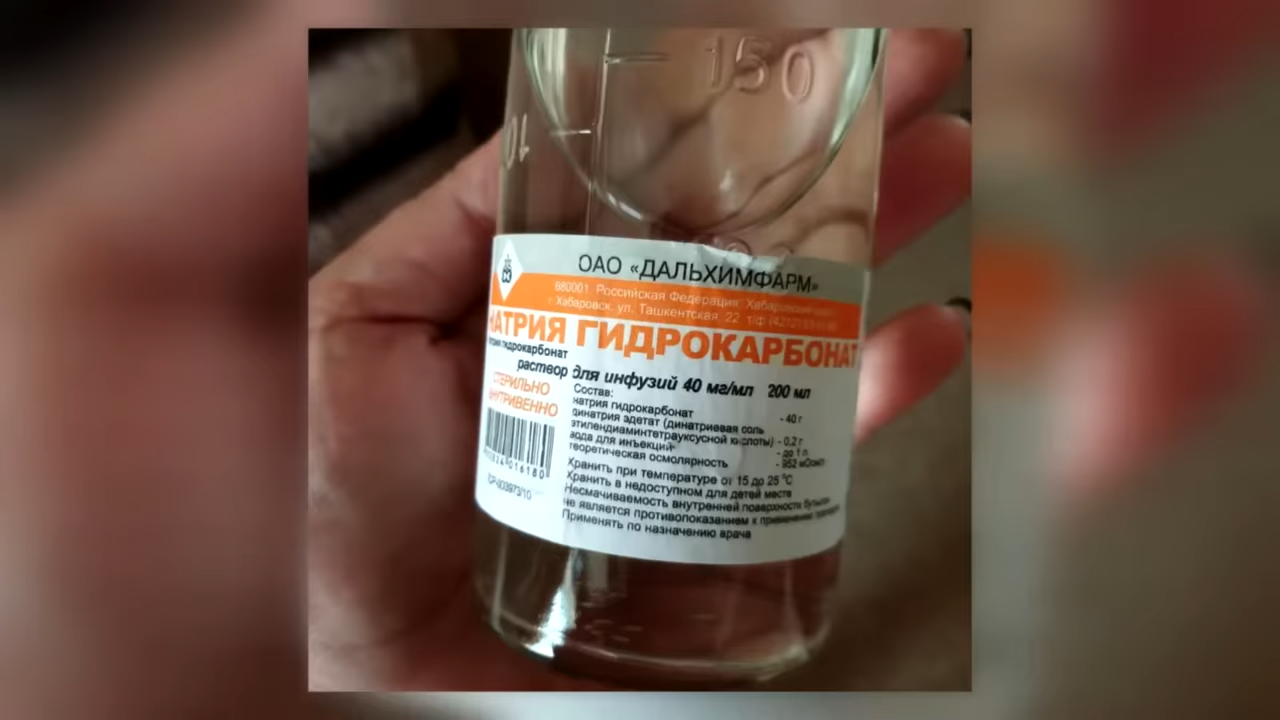 150
ОАО «ДАЛЬХИМФАРМ»
680001 Российская Федерация, Хабаровский
г. Хабаровск, ул. Ташкентская, 22 т/ф (4212)
НАТРИЯ ГИДРОКАРБОНАТ
натрия гидрокарбонат
раствор для инфузий 40 мг/мл 200 мл
СТЕРИЛЬНО
ВНУТРИВЕННО
Состав:
натрия гидрокарбонат - 40 г
динатрия эдетат (динатриевая соль
этилендиаминтетрауксусной кислоты) - 0,2 г
вода для инъекций - до 1 л
теоретическая осмолярность - 952 мОсм/л
Хранить при температуре от 15 до 25 °С
Хранить в недоступном для детей месте
Несмачиваемость внутренней поверхности бутылки
не является противопоказанием к применению
Применять по назначению врача